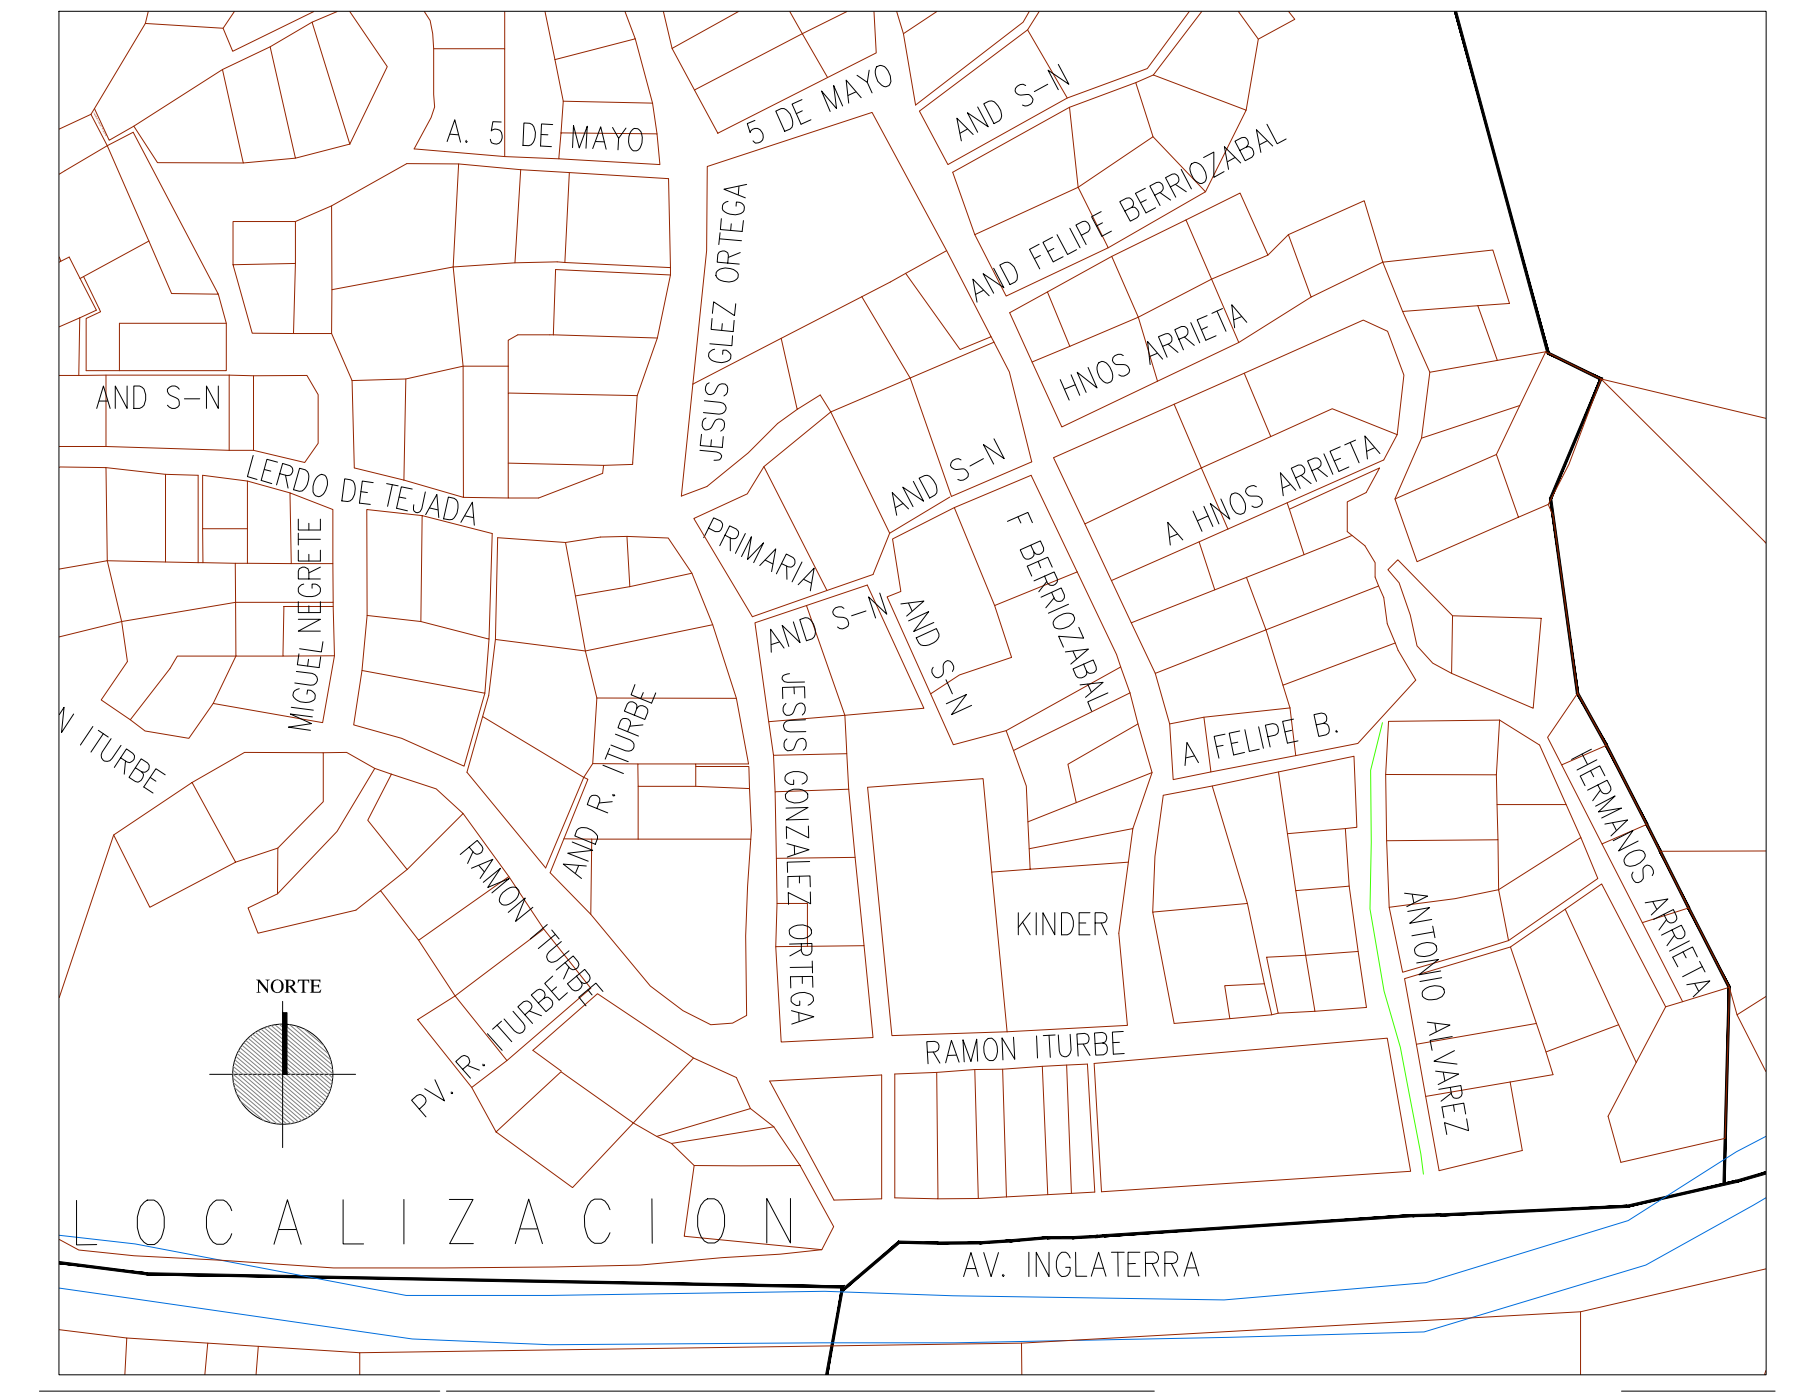 5 DE MAYO
AND S-N
A. 5 DE MAYO
AND FELIPE BERRIOZABAL
JESUS GLEZ ORTEGA
HNOS ARRIETA
AND S-N
LERDO DE TEJADA
AND S-N
A HNOS ARRIETA
PRIMARIA
F BERRIOZABAL
MIGUEL NEGRETE
AND S-N
AND S-N
N ITURBE
AND R. ITURBE
JESUS GONZALEZ ORTEGA
A FELIPE B.
HERMANOS ARRIETA
RAMON ITURBE
KINDER
ANTONIO ALVAREZ
NORTE
PV. R. ITURBEBE
RAMON ITURBE
LOCALIZACION
AV. INGLATERRA